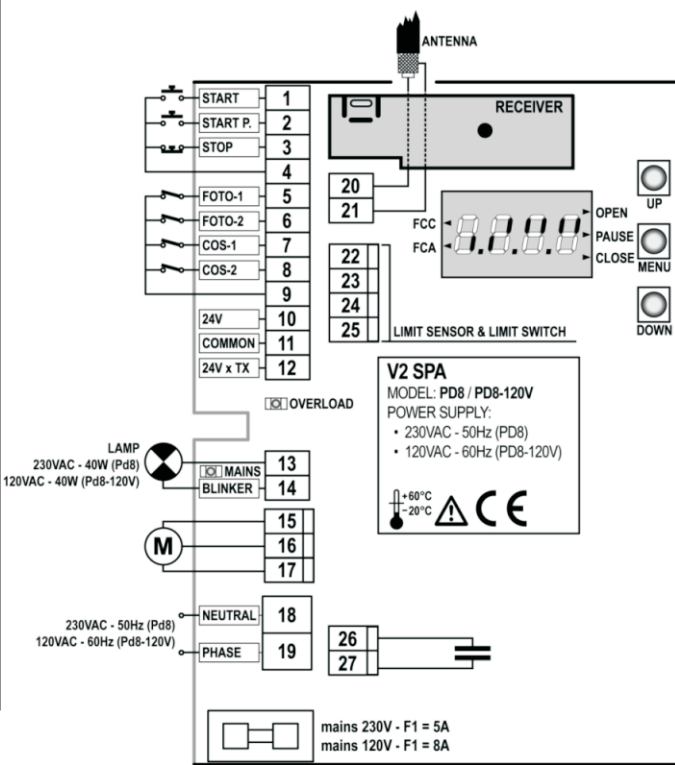 ANTENNA
START 1
START P. 2
STOP 3
4
FOTO-1 5
FOTO-2 6
COS-1 7
COS-2 8
9
24V 10
COMMON 11
24V x TX 12
OVERLOAD
RECEIVER
20
21
FCC
FCA
OPEN
PAUSE
CLOSE
UP
MENU
DOWN
22
23
24
25
LIMIT SENSOR & LIMIT SWITCH
V2 SPA
MODEL: PD8 / PD8-120V
POWER SUPPLY:
• 230VAC - 50Hz (PD8)
• 120VAC - 60Hz (PD8-120V)
+60°C
-20°C
CE
LAMP
230VAC - 40W (Pd8)
120VAC - 40W (Pd8-120V)
MAINS 13
BLINKER 14
M
15
16
17
230VAC - 50Hz (Pd8)
120VAC - 60Hz (Pd8-120V)
NEUTRAL 18
PHASE 19
26
27
mains 230V - F1 = 5A
mains 120V - F1 = 8A